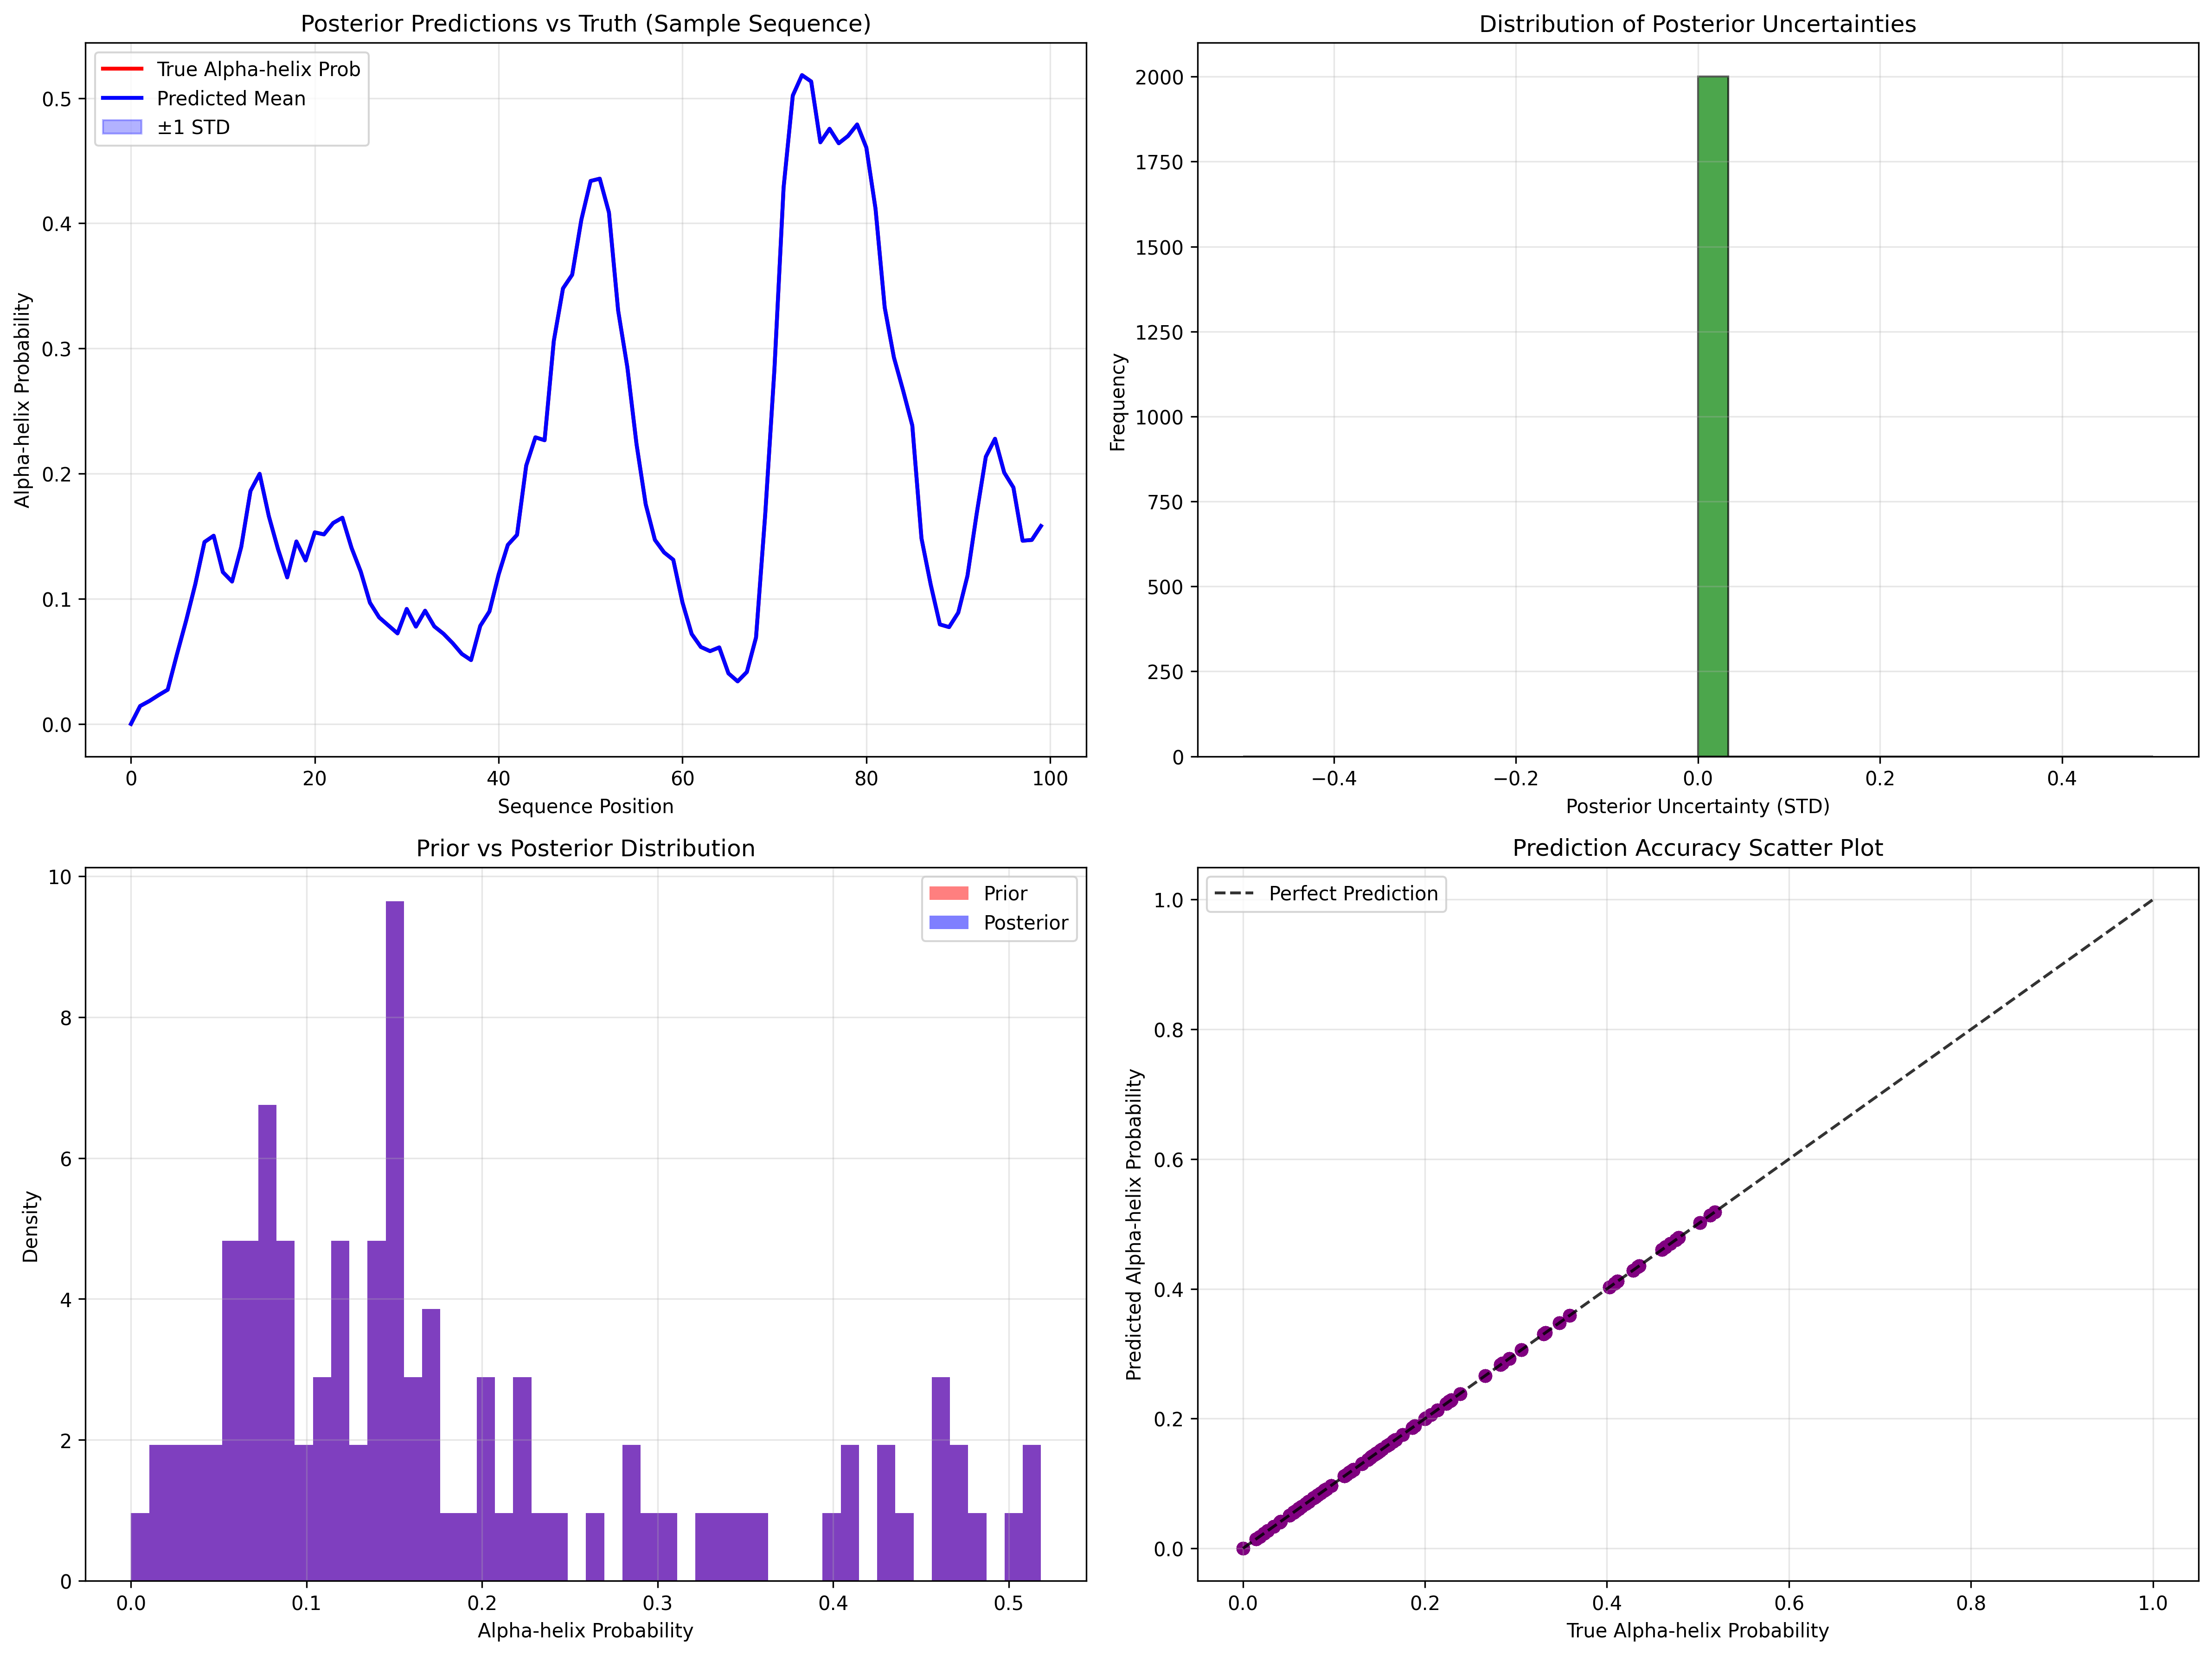 Posterior Predictions vs Truth (Sample Sequence)
True Alpha-helix Prob
Predicted Mean
±1 STD
0.5
0.4
0.3
0.2
0.1
0.0
Alpha-helix Probability
0 20 40 60 80 100
Sequence Position
Distribution of Posterior Uncertainties
2000
1750
1500
1250
1000
750
500
250
0
Frequency
−0.4 −0.2 0.0 0.2 0.4
Posterior Uncertainty (STD)
Prior vs Posterior Distribution
Prior
Posterior
10
8
6
4
2
0
Density
0.0 0.1 0.2 0.3 0.4 0.5
Alpha-helix Probability
Prediction Accuracy Scatter Plot
Perfect Prediction
1.0
0.8
0.6
0.4
0.2
0.0
Predicted Alpha-helix Probability
0.0 0.2 0.4 0.6 0.8 1.0
True Alpha-helix Probability